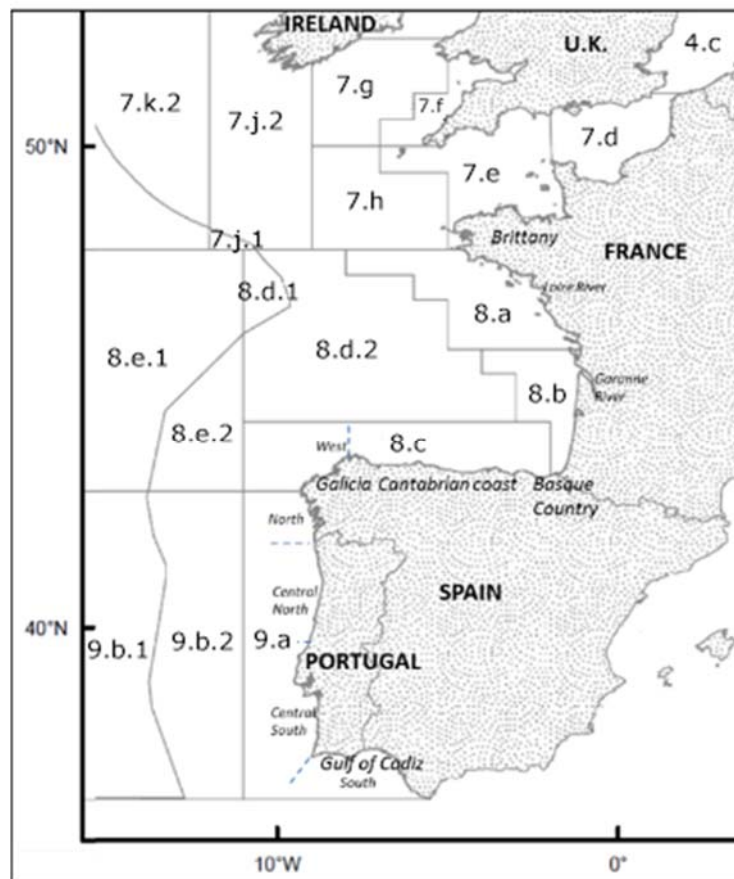 IRELAND
U.K.
4.c
7.g
7.k.2
7.j.2
7.f
7.d
50°N
7.e
7.h
7.j.1
Brittany
FRANCE
8.d.1
Loire River
8.a
8.d.2
8.e.1
8.b
Garonne
River
8.e.2
West
8.c
Galicia
Cantabrian coast
Basque
Country
North
Central
North
SPAIN
40°N
9.b.1
9.b.2
9.a
PORTUGAL
Central
South
Gulf of Cadiz
South
10°W
0°